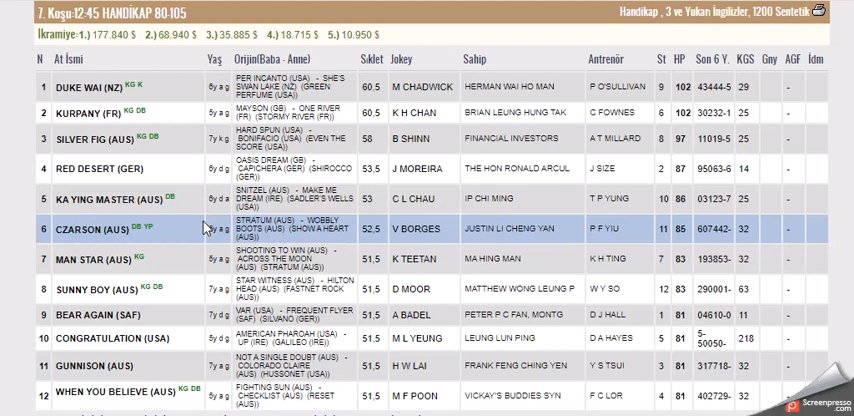 7. Koşu:12-45 HANDİKAP 80-105 Handikap , 3 ve Yukarı İngilizler, 1200 Sentetik
İkramiye:1.) 177.840 $ 2.) 68.940 $ 3.) 35.885 $ 4.) 18.715 $ 5.) 10.950 $
N At İsmi Yaş Orijin(Baba - Anne) Sıklet Jokey Sahip Antrenör St HP Son 6 Y. KGS Gny AGF İdm
1 DUKE WAI (NZ) KG K 8y a g PER INCANTO (USA) - SHE'S SWAN LAKE (NZ) (GREEN PERFUME (USA)) 60,5 M CHADWICK HERMAN WAI HO MAN P O'SULLIVAN 9 102 43444-5 29 -
2 KURPANY (FR) KG DB 5y a g MAYSON (GB) - ONE RIVER (FR) (STORMY RIVER (FR)) 60,5 K H CHAN BRIAN LEUNG HUNG TAK C FOWNES 6 102 30232-1 25 -
3 SILVER FIG (AUS) KG DB 7y k g HARD SPUN (USA) - BONIFACIO (USA) (EVEN THE SCORE (USA)) 58 B SHINN FINANCIAL INVESTORS A T MILLARD 8 97 11019-5 25 -
4 RED DESERT (GER) 6y d g OASIS DREAM (GB) - CAPICHERA (GER) (SHIROCCO (GER)) 53,5 J MOREIRA THE HON RONALD ARCUL J SIZE 2 87 95063-6 14 -
5 KA YING MASTER (AUS) DB 6y d a SNITZEL (AUS) - MAKE ME DREAM (IRE) (SADLER'S WELLS (USA)) 53 C L CHAU IP CHI MING T P YUNG 10 86 03123-7 25 -
6 CZARSON (AUS) DB YP y a g STRATUM (AUS) - WOBBLY BOOTS (AUS) (SHOW A HEART (AUS)) 52,5 V BORGES JUSTIN LI CHENG YAN P F YIU 11 85 607442- 32 -
7 MAN STAR (AUS) KG 5y a g SHOOTING TO WIN (AUS) - ACROSS THE MOON (AUS) (STRATUM (AUS)) 51,5 K TEETAN MA HING MAN K H TING 7 83 193853- 32 -
8 SUNNY BOY (AUS) KG DB 6y a g STAR WITNESS (AUS) - HILTON HEAD (AUS) (FASTNET ROCK (AUS)) 51,5 D MOOR MATTHEW WONG LEUNG P W Y SO 12 83 290001- 63 -
9 BEAR AGAIN (SAF) 7y d g VAR (USA) - FREQUENT FLYER (SAF) (SILVANO (GER)) 51,5 A BADEL PETER P C FAN, MONTG D J HALL 1 81 04610-0 11 -
10 CONGRATULATION (USA) 5y d g AMERICAN PHAROAH (USA) - UP (IRE) (GALILEO (IRE)) 51,5 M L YEUNG LEUNG LUN PING D A HAYES 5 81 5-50050- 218 -
11 GUNNISON (AUS) 7y a g NOT A SINGLE DOUBT (AUS) - COLORADO CLAIRE (AUS) (HUSSONET (USA)) 51,5 H W LAI FRANK FENG CHING YEN Y S TSUI 3 81 317718- 32 -
12 WHEN YOU BELIEVE (AUS) KG DB 5y a g FIGHTING SUN (AUS) - CHECKLIST (AUS) (RESET (AUS)) 51,5 M F POON VICKAY'S BUDDIES SYN F C LOR 4 81 402729- 32 -
Screenpresso
.com